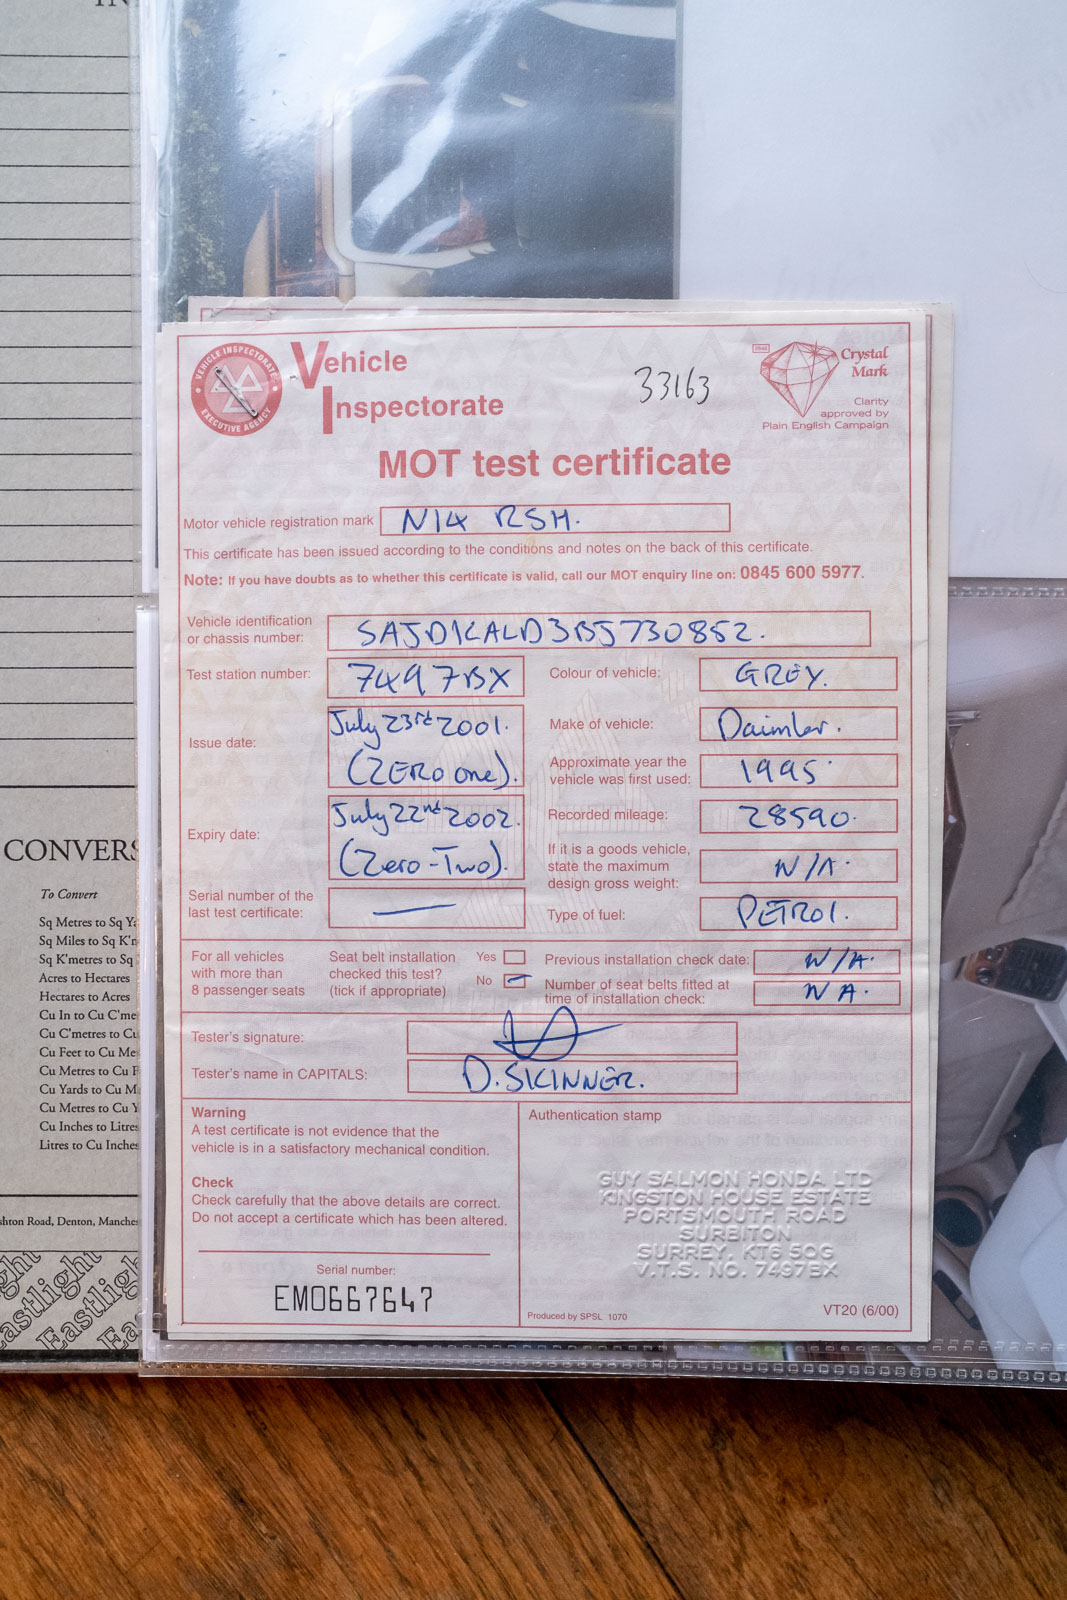 IN
CONVERS
To Convert
Sq Metres to Sq Ya
Sq Miles to Sq K'm
Sq K'metres to Sq
Acres to Hectares
Hectares to Acres
Cu In to Cu C'me
Cu C'metres to Cu
Cu Feet to Cu Me
Cu Metres to Cu F
Cu Yards to Cu M
Cu Metres to Cu Y
Cu Inches to Litres
Litres to Cu Inches
shton Road, Denton, Manches
Eastlight
VEHICLE INSPECTORATE
EXECUTIVE AGENCY
Vehicle
Inspectorate
33163
Crystal
Mark
Clarity
approved by
Plain English Campaign
MOT test certificate
Motor vehicle registration mark N14 RSH.
This certificate has been issued according to the conditions and notes on the back of this certificate.
Note: If you have doubts as to whether this certificate is valid, call our MOT enquiry line on: 0845 600 5977.
Vehicle identification
or chassis number: SAJDKALD3BJ730852.
Test station number: 7497BX
Colour of vehicle: GREY.
Issue date: July 23rd 2001.
(ZERO one).
Make of vehicle: Daimler.
Approximate year the
vehicle was first used: 1995
Expiry date: July 22nd 2002.
(Zero-Two).
Recorded mileage: 28590.
If it is a goods vehicle,
state the maximum
design gross weight: N/A.
Serial number of the
last test certificate: —
Type of fuel: PETROL.
For all vehicles
with more than
8 passenger seats
Seat belt installation
checked this test?
(tick if appropriate)
Yes
No
Previous installation check date: N/A.
Number of seat belts fitted at
time of installation check: N A.
Tester's signature:
Tester's name in CAPITALS: D. SKINNER.
Warning
A test certificate is not evidence that the
vehicle is in a satisfactory mechanical condition.
Check
Check carefully that the above details are correct.
Do not accept a certificate which has been altered.
Serial number:
EM0667647
Authentication stamp
GUY SALMON HONDA LTD
KINGSTON HOUSE ESTATE
PORTSMOUTH ROAD
SURBITON
SURREY. KT6 5QG
V.T.S. NO. 7497BX
Produced by SPSL 1070
VT20 (6/00)